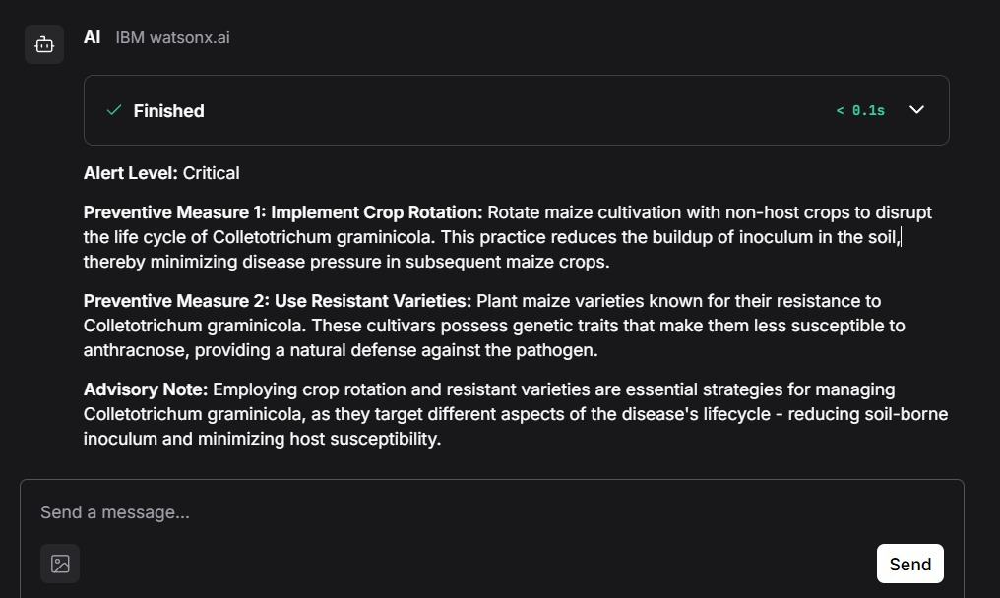 AI IBM watsonx.ai
Finished < 0.1s
Alert Level: Critical
Preventive Measure 1: Implement Crop Rotation: Rotate maize cultivation with non-host crops to disrupt
the life cycle of Colletotrichum graminicola. This practice reduces the buildup of inoculum in the soil,
thereby minimizing disease pressure in subsequent maize crops.
Preventive Measure 2: Use Resistant Varieties: Plant maize varieties known for their resistance to
Colletotrichum graminicola. These cultivars possess genetic traits that make them less susceptible to
anthracnose, providing a natural defense against the pathogen.
Advisory Note: Employing crop rotation and resistant varieties are essential strategies for managing
Colletotrichum graminicola, as they target different aspects of the disease's lifecycle - reducing soil-borne
inoculum and minimizing host susceptibility.
Send a message...
Send